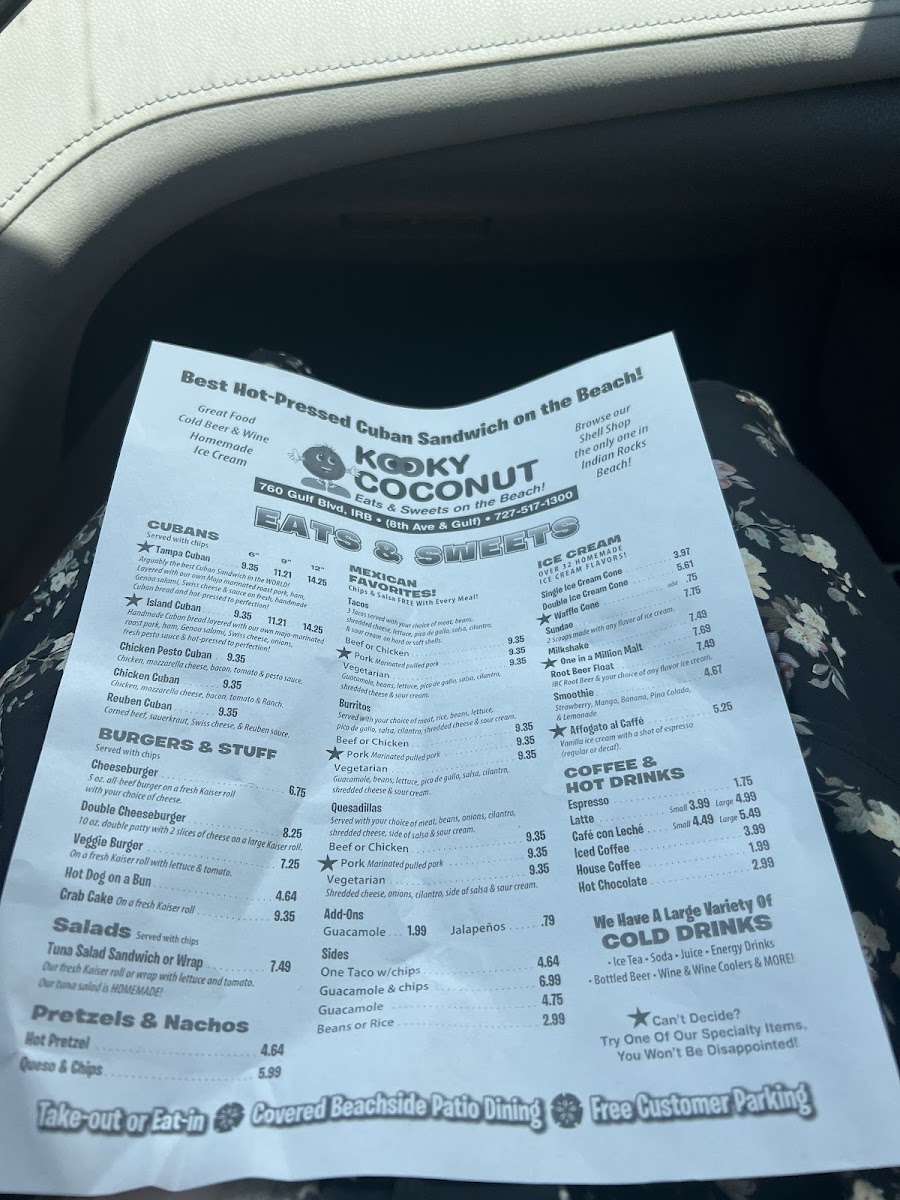 Best Hot-Pressed Cuban Sandwich on the Beach!
Great Food
Cold Beer & Wine
Homemade
Ice Cream
KOOKY
COCONUT
Eats & Sweets on the Beach!
Browse our
Shell Shop
the only one in
Indian Rocks
Beach!
760 Gulf Blvd, IRB • (8th Ave & Gulf) • 727-517-1300
EATS & SWEETS
CUBANS
Served with chips
6" 9" 12"
★ Tampa Cuban 9.35 11.21 14.25
Arguably the best Cuban Sandwich in the WORLD!
Layered with our own Mojo marinated roast pork, ham,
Genoa salami, Swiss cheese & sauce on fresh, handmade
Cuban bread and hot-pressed to perfection!
★ Island Cuban ..... 9.35 11.21 14.25
Handmade Cuban bread layered with our own mojo-marinated
roast pork, ham, Genoa salami, Swiss cheese, onions,
fresh pesto sauce & hot-pressed to perfection!
Chicken Pesto Cuban . 9.35
Chicken, mozzarella cheese, bacon, tomato & pesto sauce.
Chicken Cuban ........ 9.35
Chicken, mozzarella cheese, bacon, tomato & Ranch.
Reuben Cuban ........ 9.35
Corned beef, sauerkraut, Swiss cheese, & Reuben sauce.
BURGERS & STUFF
Served with chips
Cheeseburger ........ 6.75
5 oz. all-beef burger on a fresh Kaiser roll
with your choice of cheese.
Double Cheeseburger ........ 8.25
10 oz. double patty with 2 slices of cheese on a large Kaiser roll.
Veggie Burger ........ 7.25
On a fresh Kaiser roll with lettuce & tomato.
Hot Dog on a Bun ........ 4.64
Crab Cake On a fresh Kaiser roll ........ 9.35
Salads Served with chips
Tuna Salad Sandwich or Wrap ........ 7.49
Our fresh Kaiser roll or wrap with lettuce and tomato.
Our tuna salad is HOMEMADE!
Pretzels & Nachos
Hot Pretzel ........ 4.64
Queso & Chips ........ 5.99
MEXICAN
FAVORITES!
Chips & Salsa FREE With Every Meal!
Tacos
3 Tacos served with your choice of meat, beans,
shredded cheese, lettuce, pico de gallo, salsa, cilantro,
& sour cream on hard or soft shells.
Beef or Chicken ........ 9.35
★ Pork Marinated pulled pork ........ 9.35
Vegetarian ........ 9.35
Guacamole, beans, lettuce, pico de gallo, salsa, cilantro,
shredded cheese & sour cream.
Burritos
Served with your choice of meat, rice, beans, lettuce,
pico de gallo, salsa, cilantro, shredded cheese & sour cream.
Beef or Chicken ........ 9.35
★ Pork Marinated pulled pork ........ 9.35
Vegetarian ........ 9.35
Guacamole, beans, lettuce, pico de gallo, salsa, cilantro,
shredded cheese & sour cream.
Quesadillas
Served with your choice of meat, beans, onions, cilantro,
shredded cheese, side of salsa & sour cream.
Beef or Chicken ........ 9.35
★ Pork Marinated pulled pork ........ 9.35
Vegetarian ........ 9.35
Shredded cheese, onions, cilantro, side of salsa & sour cream.
Add-Ons
Guacamole ... 1.99 Jalapeños ...... .79
Sides
One Taco w/chips ........ 4.64
Guacamole & chips ........ 6.99
Guacamole ........ 4.75
Beans or Rice ........ 2.99
ICE CREAM
OVER 32 HOMEMADE
ICE CREAM FLAVORS!
Single Ice Cream Cone ........ 3.97
Double Ice Cream Cone ........ 5.61
★ Waffle Cone ........ add .75
Sundae ........ 7.75
2 Scoops made with any flavor of ice cream.
Milkshake ........ 7.49
★ One in a Million Malt ........ 7.69
Root Beer Float ........ 7.49
IBC Root Beer & your choice of any flavor ice cream.
Smoothie ........ 4.67
Strawberry, Mango, Banana, Pina Colada,
& Lemonade
★ Affogato al Caffé ........ 5.25
Vanilla ice cream with a shot of espresso
(regular or decaf).
COFFEE &
HOT DRINKS
Espresso ........ 1.75
Latte ........ Small 3.99 Large 4.99
Café con Leché ..... Small 4.49 Large 5.49
Iced Coffee ........ 3.99
House Coffee ........ 1.99
Hot Chocolate ........ 2.99
We Have A Large Variety Of
COLD DRINKS
• Ice Tea • Soda • Juice • Energy Drinks
• Bottled Beer • Wine & Wine Coolers & MORE!
★ Can't Decide?
Try One Of Our Specialty Items,
You Won't Be Disappointed!
Take-out or Eat-in Covered Beachside Patio Dining Free Customer Parking